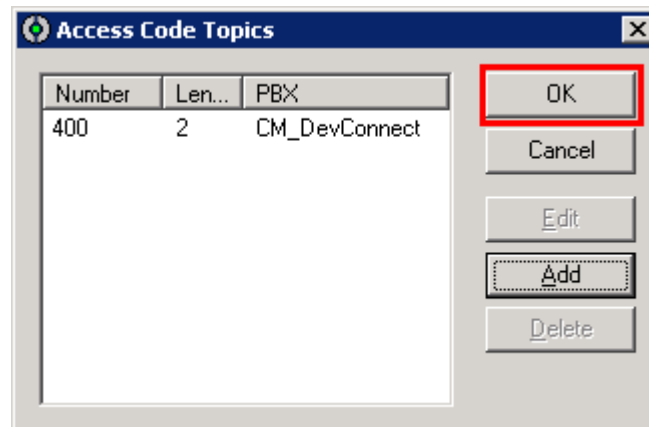 Access Code Topics
Number Len... PBX
400 2 CM_DevConnect
OK
Cancel
Edit
Add
Delete